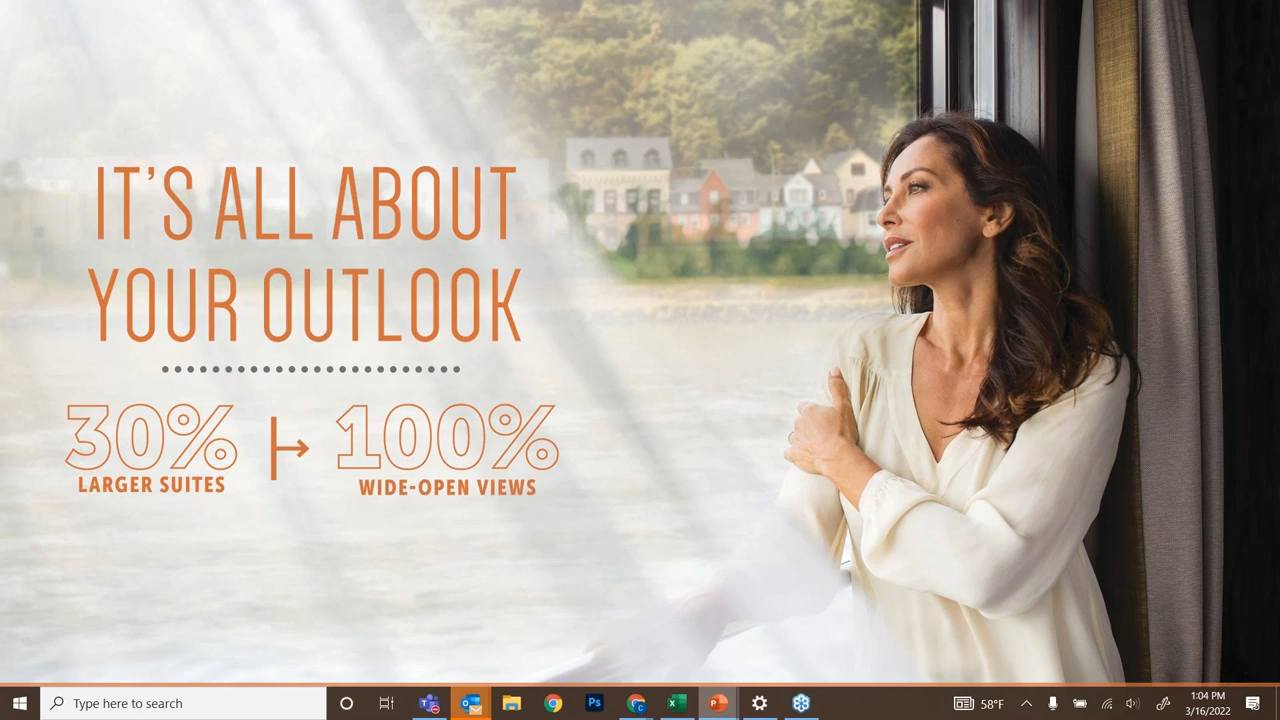 IT'S ALL ABOUT
YOUR OUTLOOK
30%
LARGER SUITES
100%
WIDE-OPEN VIEWS
Type here to search
Ps
58°F
1:04 PM
3/16/2022